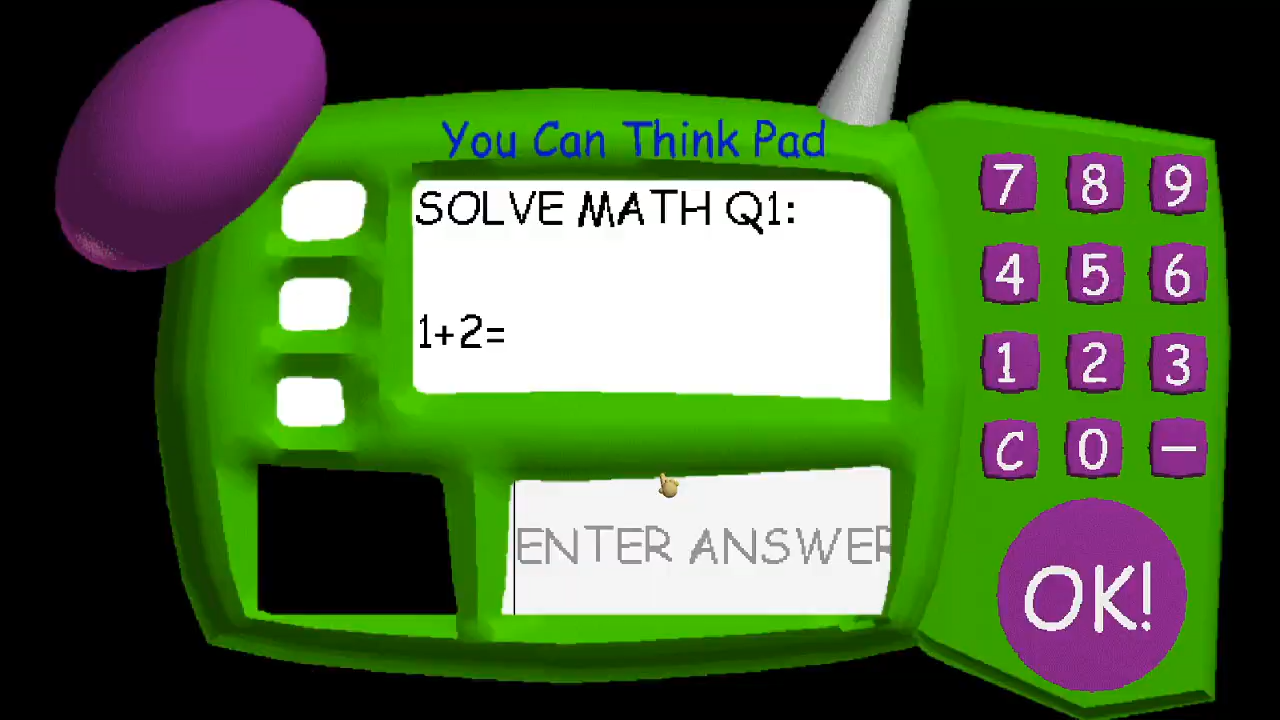 You Can Think Pad
SOLVE MATH Q1:
1+2=
ENTER ANSWER
7 8 9
4 5 6
1 2 3
C 0 −
OK!